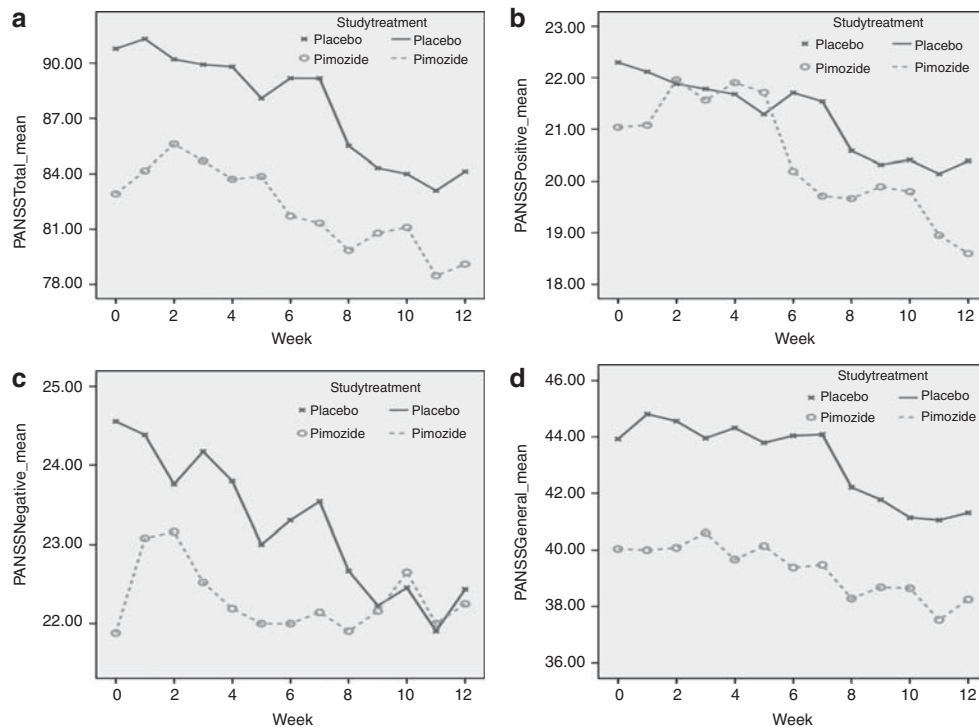 a
Studytreatment
Placebo Placebo
Pimozide Pimozide
90.00
87.00
84.00
81.00
78.00
PANSSTotal_mean
0 2 4 6 8 10 12
Week
b
Studytreatment
Placebo Placebo
Pimozide Pimozide
23.00
22.00
21.00
20.00
19.00
18.00
PANSSPositive_mean
0 2 4 6 8 10 12
Week
c
Studytreatment
Placebo Placebo
Pimozide Pimozide
25.00
24.00
23.00
22.00
PANSSNegative_mean
0 2 4 6 8 10 12
Week
d
Studytreatment
Placebo Placebo
Pimozide Pimozide
46.00
44.00
42.00
40.00
38.00
36.00
PANSSGeneral_mean
0 2 4 6 8 10 12
Week